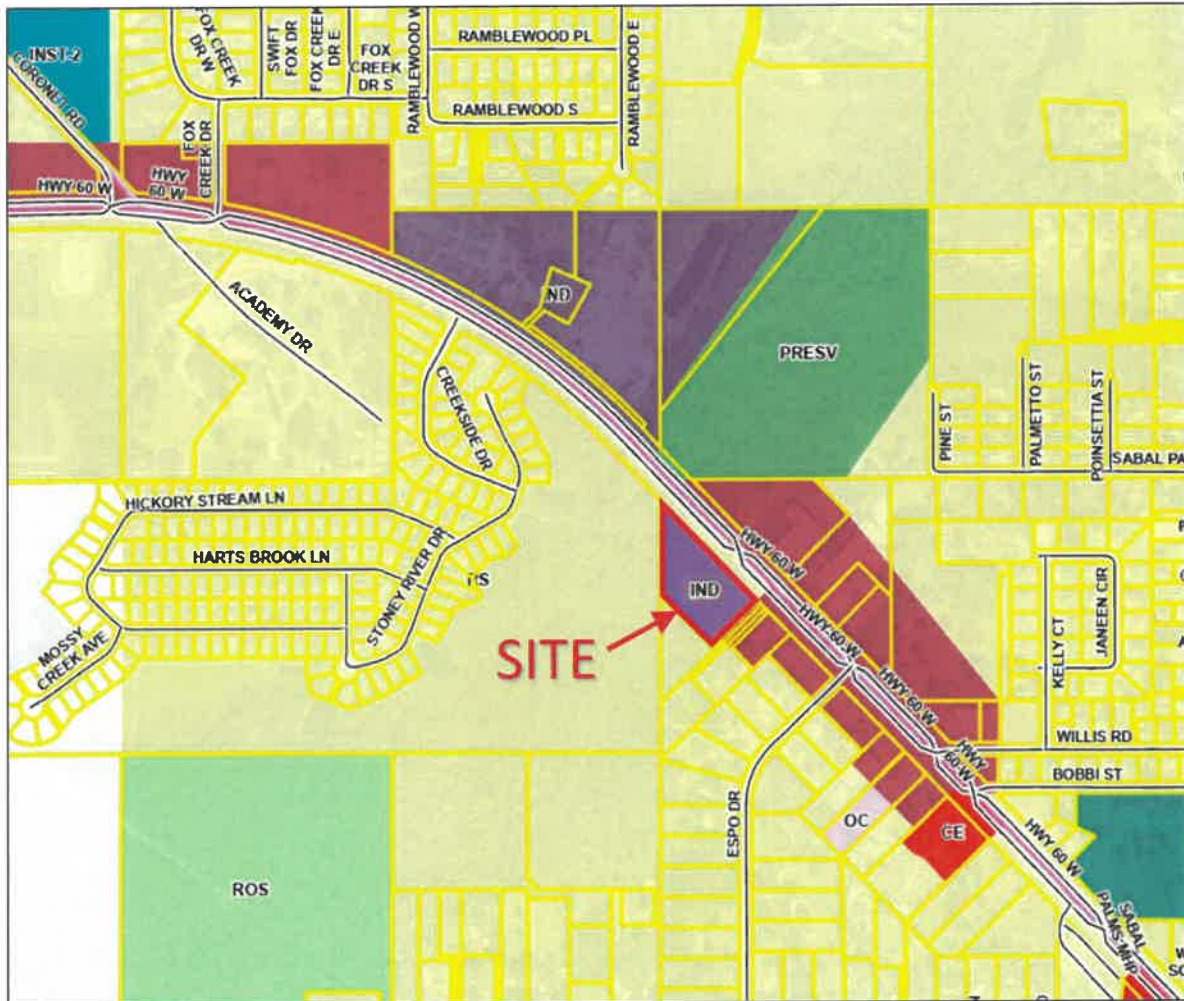 INST-2
CORONET RD
FOX CREEK
DR W
SWIFT
FOX DR
FOX CREEK
DR E
FOX
CREEK
DR S
RAMBLEWOOD W
RAMBLEWOOD PL
RAMBLEWOOD S
RAMBLEWOOD E
FOX
CREEK DR
HWY 60 W
HWY
60 W
ACADEMY DR
ND
PRESV
PINE ST
PALMETTO ST
POINSETTIA ST
SABAL PA
CREEKSIDE DR
HICKORY STREAM LN
HARTS BROOK LN
STONEY RIVER DR
RS
MOSSY
CREEK AVE
IND
SITE
HWY 60 W
HWY 60 W
HWY 60 W
HWY
60 W
KELLY CT
JANEEN CIR
WILLIS RD
BOBBI ST
ESPO DR
OC
CE
HWY 60 W
ROS
SABAL
PALMS MHP
W
SC